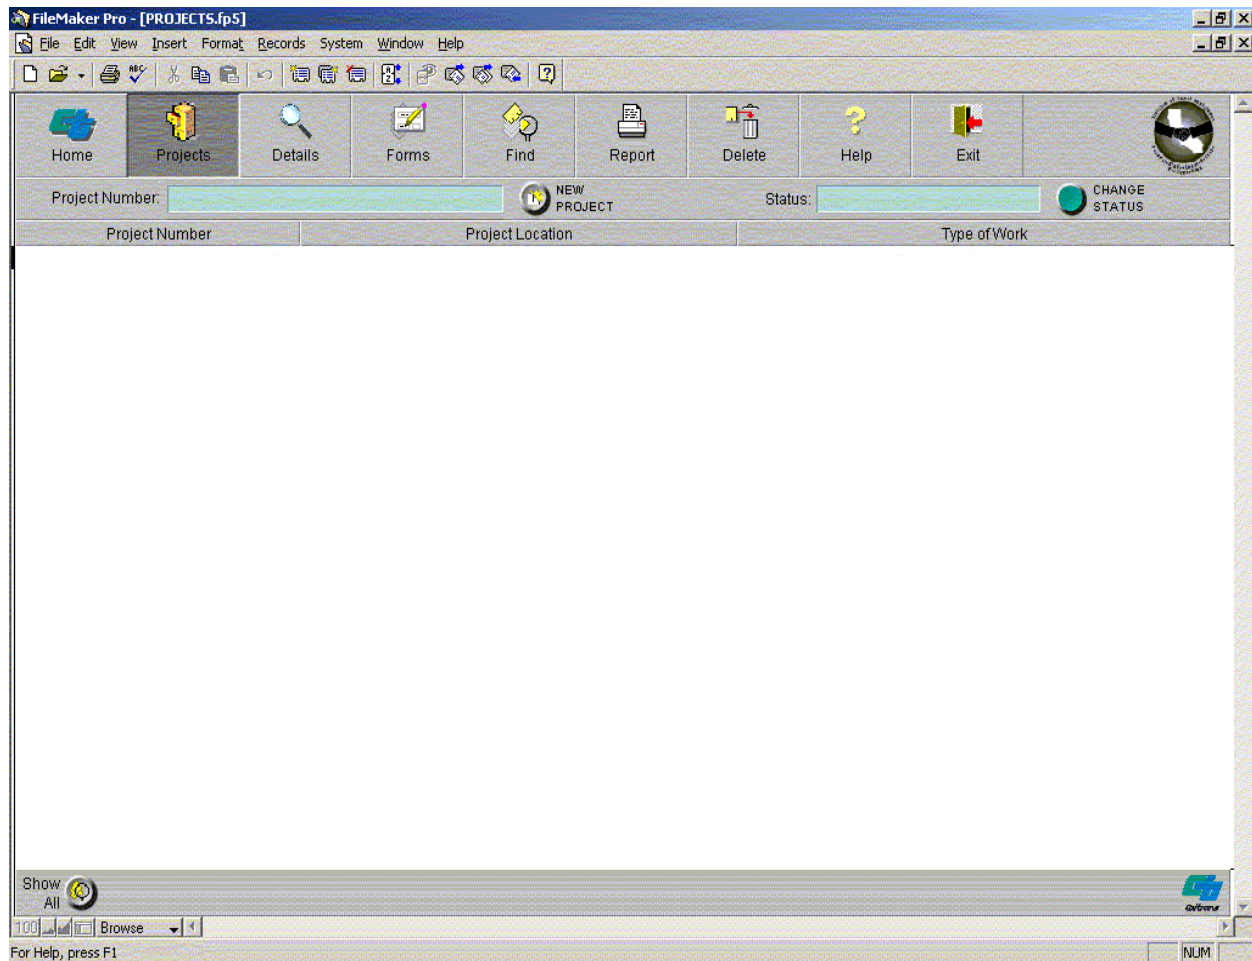 FileMaker Pro - [PROJECTS.fp5]
File Edit View Insert Format Records System Window Help
Home Projects Details Forms Find Report Delete Help Exit
Project Number: NEW PROJECT Status: CHANGE STATUS
Project Number Project Location Type of Work
Show All
Caltrans
100 Browse
For Help, press F1 NUM